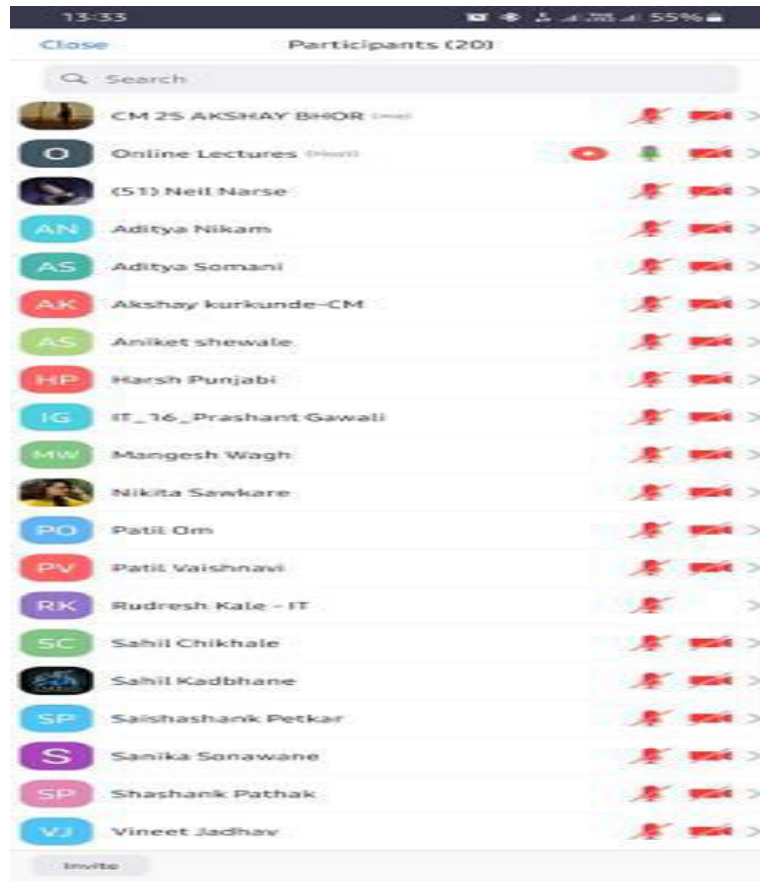 13:33 55%
Close Participants (20)
Search
CM 25 AKSHAY BHOR (me)
O Online Lectures (Host)
(51) Neil Narse
AN Aditya Nikam
AS Aditya Somani
AK Akshay kurkunde-CM
AS Aniket shewale
HP Harsh Punjabi
IG IT_16_Prashant Gawali
MW Mangesh Wagh
Nikita Sawkare
PO Patil Om
PV Patil Vaishnavi
RK Rudresh Kale - IT
SC Sahil Chikhale
Sahil Kadbhane
SP Saishashank Petkar
S Sanika Sonawane
SP Shashank Pathak
VJ Vineet Jadhav
Invite